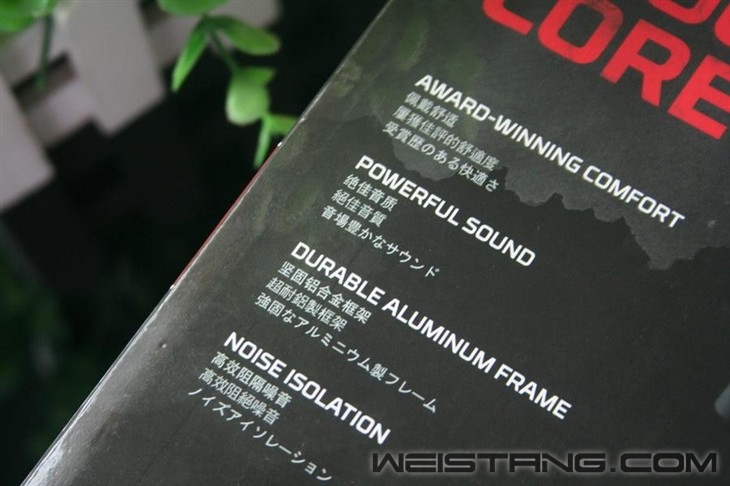 CORE
AWARD-WINNING COMFORT
佩戴舒适
屢獲佳評的舒適度
受賞歴のある快適さ
POWERFUL SOUND
绝佳音质
絕佳音質
音場豊かなサウンド
DURABLE ALUMINUM FRAME
坚固铝合金框架
超耐鋁製框架
強固なアルミニウム製フレーム
NOISE ISOLATION
高效阻隔噪音
高效阻絕噪音
ノイズアイソレーション
WEISTANG.COM